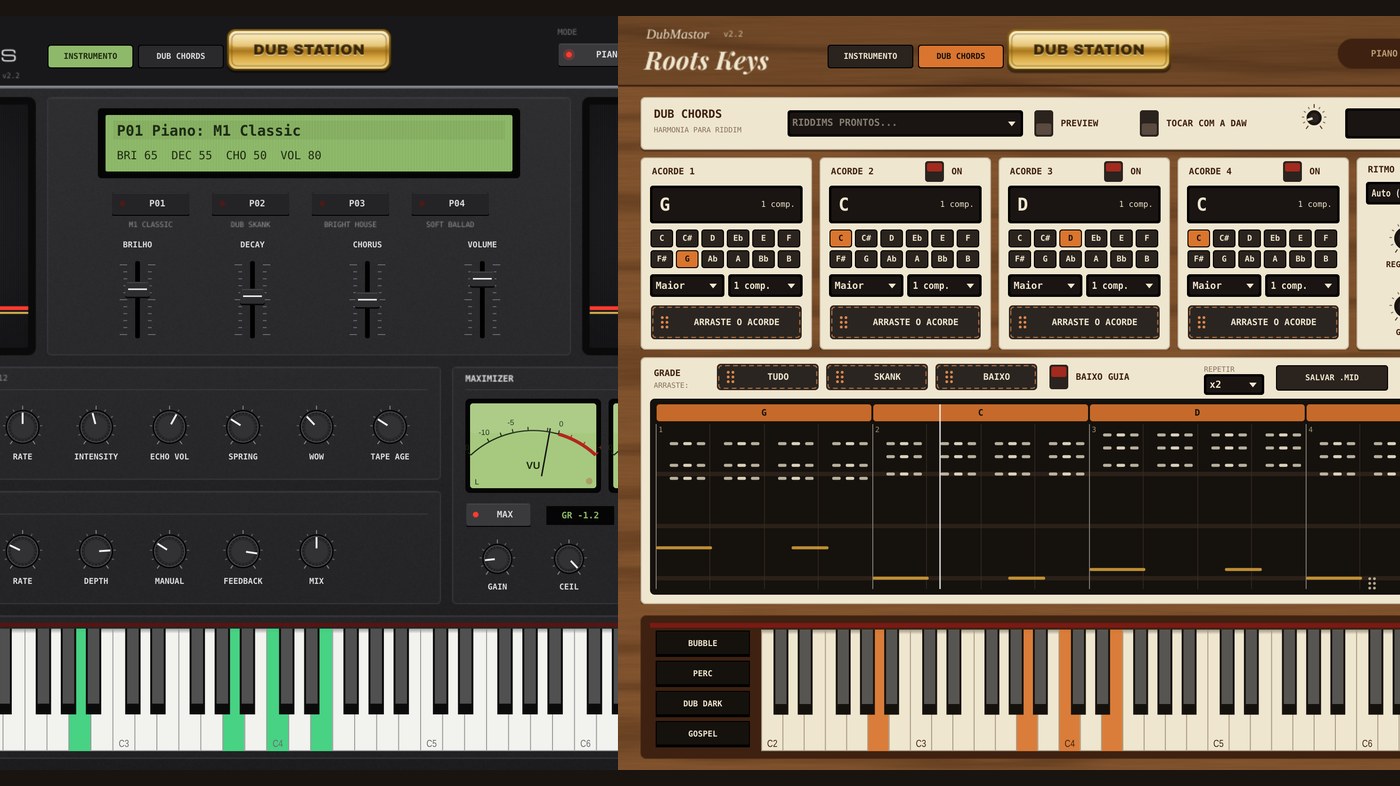 S
v2.2
INSTRUMENTO
DUB CHORDS
DUB STATION
MODE
PIAN
P01 Piano: M1 Classic
BRI 65 DEC 55 CHO 50 VOL 80
P01
P02
P03
P04
M1 CLASSIC
DUB SKANK
BRIGHT HOUSE
SOFT BALLAD
BRILHO
DECAY
CHORUS
VOLUME
12
RATE
INTENSITY
ECHO VOL
SPRING
WOW
TAPE AGE
RATE
DEPTH
MANUAL
FEEDBACK
MIX
MAXIMIZER
-10
-5
0
VU
L
MAX
GR -1.2
GAIN
CEIL
C3
C4
C5
C6
DubMastor v2.2
Roots Keys
INSTRUMENTO
DUB CHORDS
DUB STATION
PIANO
DUB CHORDS
HARMONIA PARA RIDDIM
RIDDIMS PRONTOS...
PREVIEW
TOCAR COM A DAW
ACORDE 1
G
1 comp.
C C# D Eb E F
F# G Ab A Bb B
Maior
1 comp.
ARRASTE O ACORDE
ACORDE 2
ON
C
1 comp.
C C# D Eb E F
F# G Ab A Bb B
Maior
1 comp.
ARRASTE O ACORDE
ACORDE 3
ON
D
1 comp.
C C# D Eb E F
F# G Ab A Bb B
Maior
1 comp.
ARRASTE O ACORDE
ACORDE 4
ON
C
1 comp.
C C# D Eb E F
F# G Ab A Bb B
Maior
1 comp.
ARRASTE O ACORDE
RITMO
Auto (
REG
G
GRADE
ARRASTE:
TUDO
SKANK
BAIXO
BAIXO GUIA
REPETIR
x2
SALVAR .MID
G
C
D
1
2
3
4
BUBBLE
PERC
DUB DARK
GOSPEL
C2
C3
C4
C5
C6